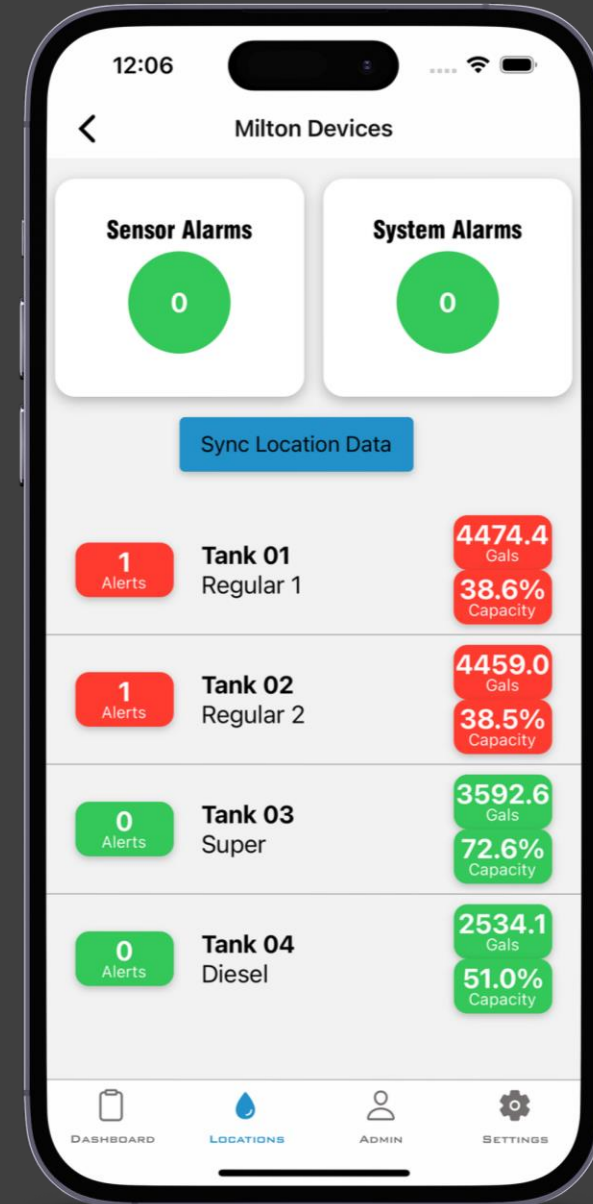 12:06
Milton Devices
Sensor Alarms
0
System Alarms
0
Sync Location Data
1
Alerts
Tank 01
Regular 1
4474.4
Gals
38.6%
Capacity
1
Alerts
Tank 02
Regular 2
4459.0
Gals
38.5%
Capacity
0
Alerts
Tank 03
Super
3592.6
Gals
72.6%
Capacity
0
Alerts
Tank 04
Diesel
2534.1
Gals
51.0%
Capacity
Dashboard
Locations
Admin
Settings